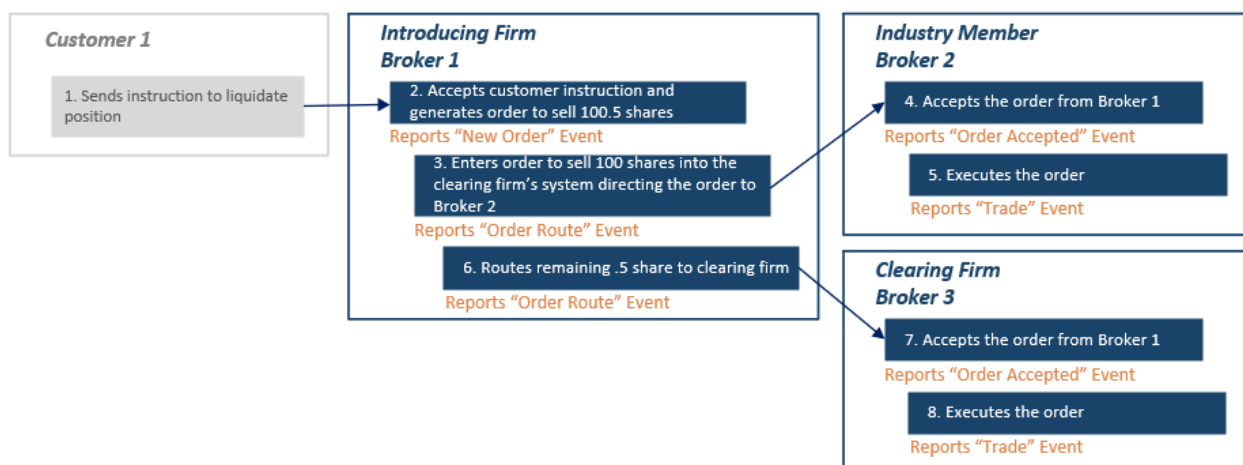 Customer 1
1. Sends instruction to liquidate
position
Introducing Firm
Broker 1
2. Accepts customer instruction and
generates order to sell 100.5 shares
Reports “New Order” Event
3. Enters order to sell 100 shares into the
clearing firm’s system directing the order to
Broker 2
Reports “Order Route” Event
6. Routes remaining .5 share to clearing firm
Reports “Order Route” Event
Industry Member
Broker 2
4. Accepts the order from Broker 1
Reports “Order Accepted” Event
5. Executes the order
Reports “Trade” Event
Clearing Firm
Broker 3
7. Accepts the order from Broker 1
Reports “Order Accepted” Event
8. Executes the order
Reports “Trade” Event